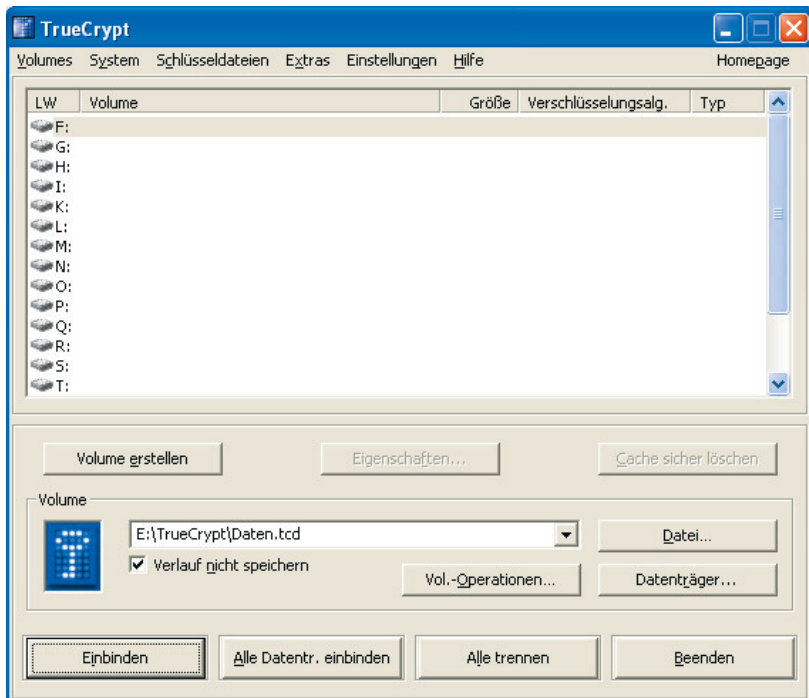 TrueCrypt
Volumes System Schlüsseldateien Extras Einstellungen Hilfe Homepage
LW Volume Größe Verschlüsselungsalg. Typ
F:
G:
H:
I:
K:
L:
M:
N:
O:
P:
Q:
R:
S:
T:
Volume erstellen Eigenschaften... Cache sicher löschen
Volume
E:\TrueCrypt\Daten.tcd Datei...
Verlauf nicht speichern
Vol.-Operationen... Datenträger...
Einbinden Alle Datentr. einbinden Alle trennen Beenden